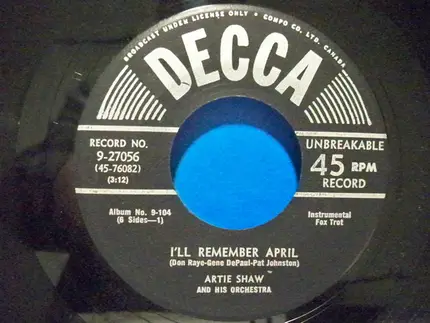 BROADCAST UNDER LICENSE ONLY • COMPO CO. LTD. CANADA
DECCA
RECORD NO.
9-27056
(45-76082)
(3:12)
UNBREAKABLE
45 RPM
RECORD
Album No. 9-104
(6 Sides—1)
Instrumental
Fox Trot
I'LL REMEMBER APRIL
(Don Raye-Gene DePaul-Pat Johnston)
ARTIE SHAW
AND HIS ORCHESTRA